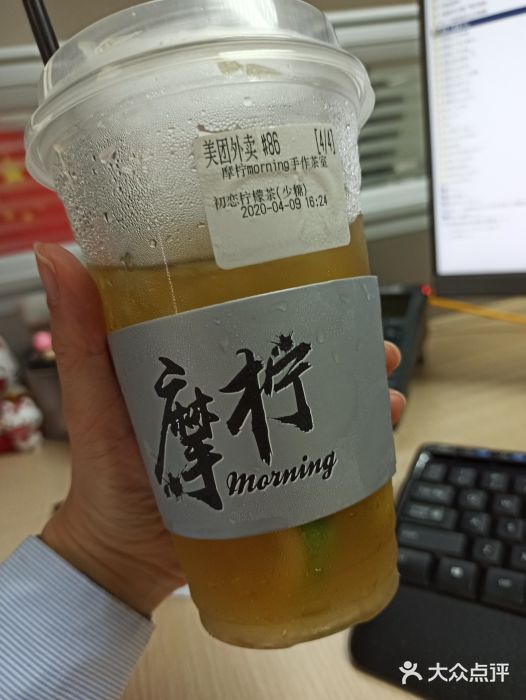 美团外卖 #86 [4/4]
摩柠morning手作茶室
初恋柠檬茶(少糖)
2020-04-09 16:24
摩柠
morning
大众点评